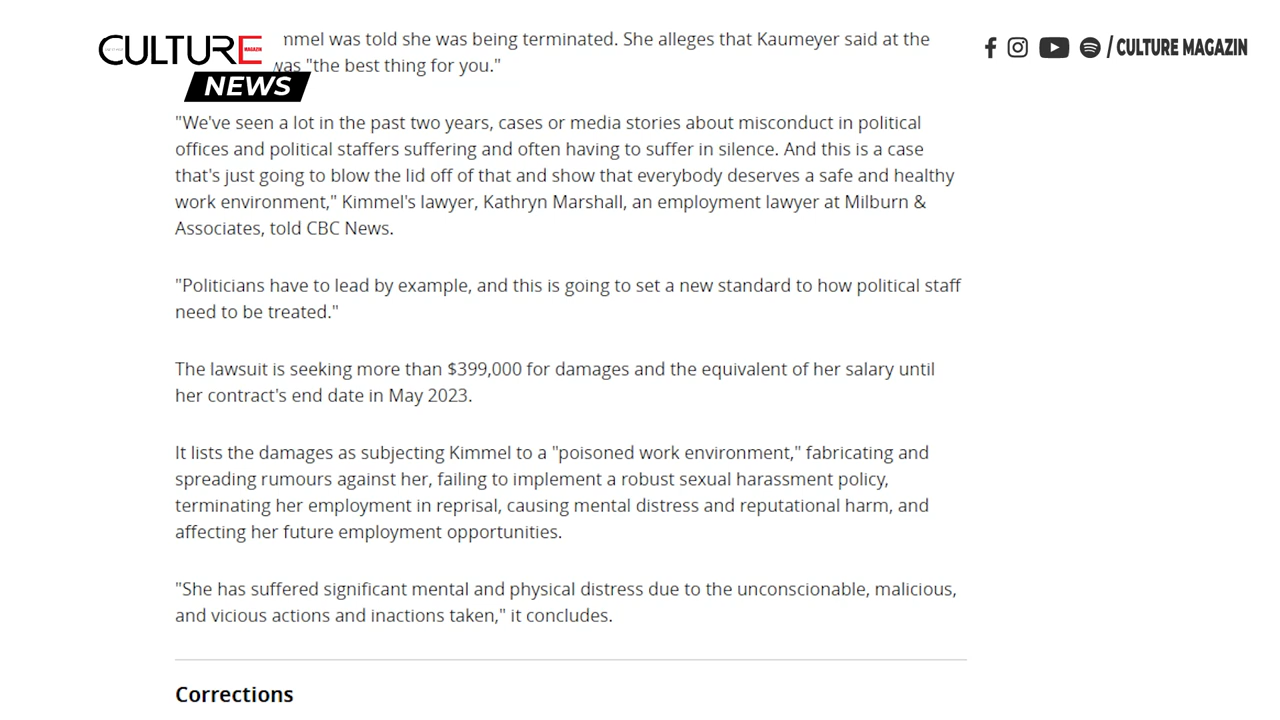 CULTURE
MAGAZIN
NEWS
/ CULTURE MAGAZIN
was told she was being terminated. She alleges that Kaumeyer said at the
was "the best thing for you."
"We've seen a lot in the past two years, cases or media stories about misconduct in political
offices and political staffers suffering and often having to suffer in silence. And this is a case
that's just going to blow the lid off of that and show that everybody deserves a safe and healthy
work environment," Kimmel's lawyer, Kathryn Marshall, an employment lawyer at Milburn &
Associates, told CBC News.
"Politicians have to lead by example, and this is going to set a new standard to how political staff
need to be treated."
The lawsuit is seeking more than $399,000 for damages and the equivalent of her salary until
her contract's end date in May 2023.
It lists the damages as subjecting Kimmel to a "poisoned work environment," fabricating and
spreading rumours against her, failing to implement a robust sexual harassment policy,
terminating her employment in reprisal, causing mental distress and reputational harm, and
affecting her future employment opportunities.
"She has suffered significant mental and physical distress due to the unconscionable, malicious,
and vicious actions and inactions taken," it concludes.
Corrections